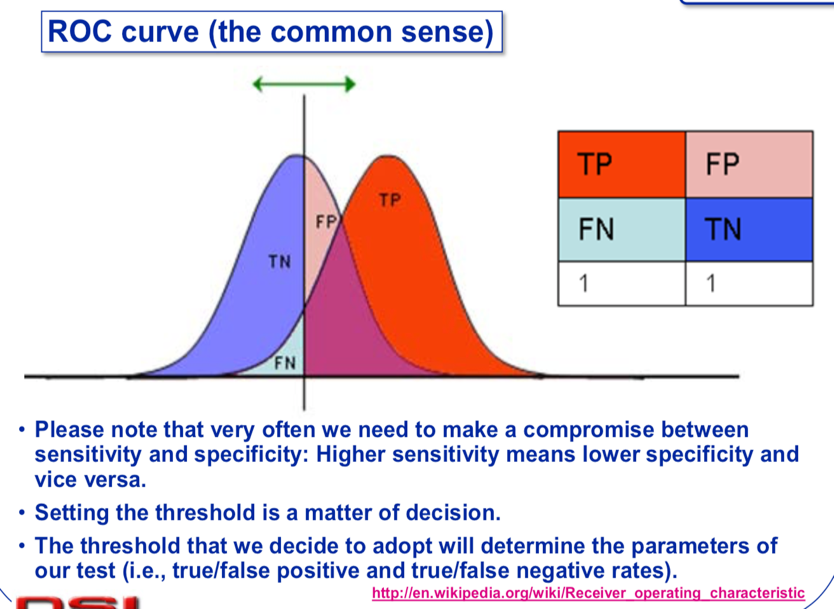 ROC curve (the common sense)
TP
FP
TP
FP
TN
FN
TN
FN
1
1
• Please note that very often we need to make a compromise between
sensitivity and specificity: Higher sensitivity means lower specificity and
vice versa.
• Setting the threshold is a matter of decision.
• The threshold that we decide to adopt will determine the parameters of
our test (i.e., true/false positive and true/false negative rates).
http://en.wikipedia.org/wiki/Receiver_operating_characteristic